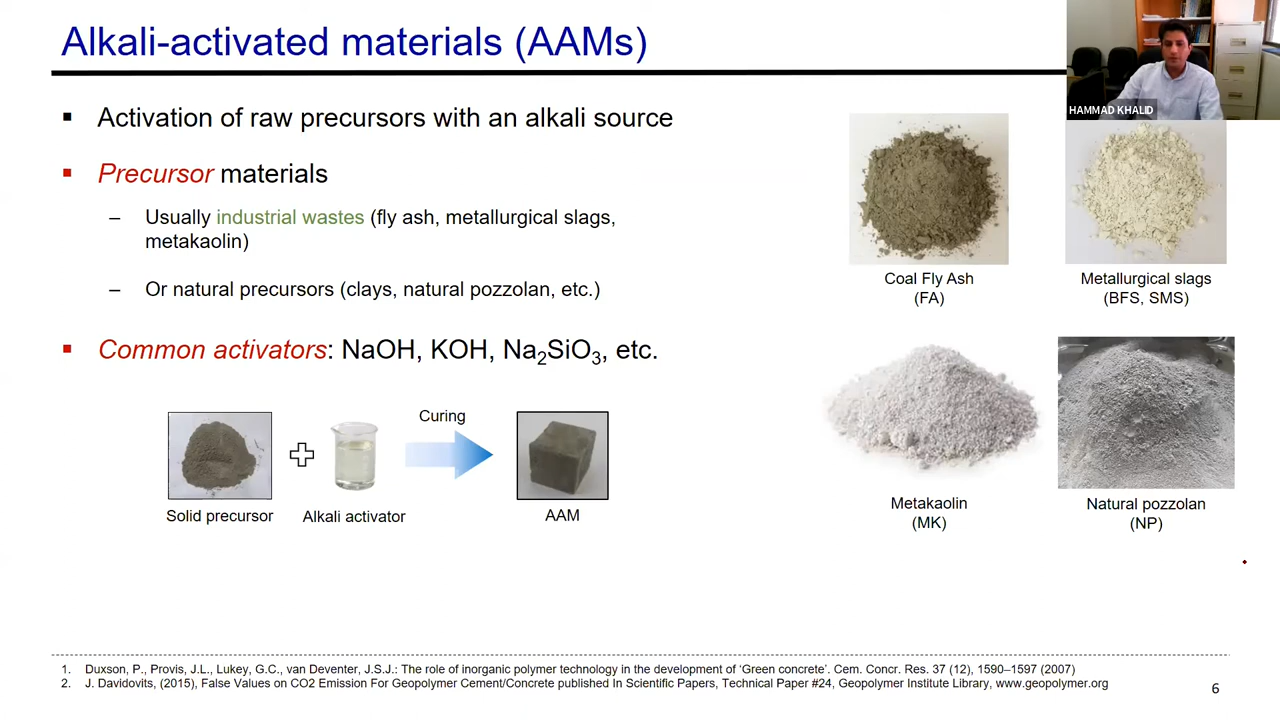 Alkali-activated materials (AAMs)
HAMMAD KHALID
▪ Activation of raw precursors with an alkali source
▪ Precursor materials
– Usually industrial wastes (fly ash, metallurgical slags,
metakaolin)
– Or natural precursors (clays, natural pozzolan, etc.)
▪ Common activators: NaOH, KOH, Na₂SiO₃, etc.
Curing
Solid precursor
Alkali activator
AAM
Coal Fly Ash
(FA)
Metallurgical slags
(BFS, SMS)
Metakaolin
(MK)
Natural pozzolan
(NP)
1. Duxson, P., Provis, J.L., Lukey, G.C., van Deventer, J.S.J.: The role of inorganic polymer technology in the development of ‘Green concrete’. Cem. Concr. Res. 37 (12), 1590–1597 (2007)
2. J. Davidovits, (2015), False Values on CO2 Emission For Geopolymer Cement/Concrete published In Scientific Papers, Technical Paper #24, Geopolymer Institute Library, www.geopolymer.org
6